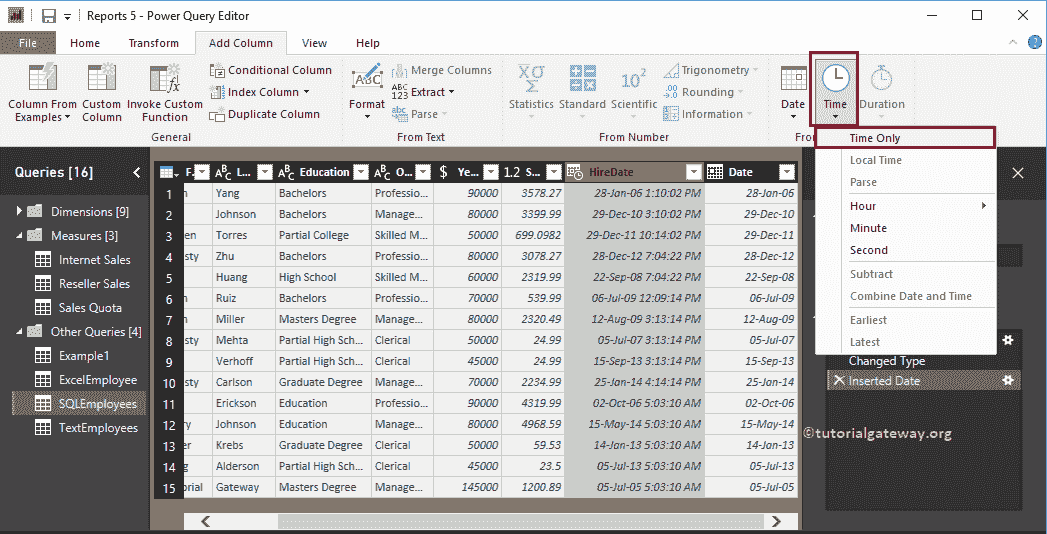 Reports 5 - Power Query Editor
File Home Transform Add Column View Help
Column From Examples
Custom Column
Invoke Custom Function
Conditional Column
Index Column
Duplicate Column
General
Format
Merge Columns
Extract
Parse
From Text
Statistics
Standard
Scientific
Trigonometry
Rounding
Information
From Number
Date
Time
Duration
Time Only
Local Time
Parse
Hour
Minute
Second
Subtract
Combine Date and Time
Earliest
Latest
Queries [16]
Dimensions [9]
Measures [3]
Internet Sales
Reseller Sales
Sales Quota
Other Queries [4]
Example1
ExcelEmployee
SQLEmployees
TextEmployees
F.. L... Education O... $ Ye... 1.2 S... HireDate Date
1 Yang Bachelors Professio... 90000 3578.27 28-Jan-06 1:10:02 PM 28-Jan-06
2 Johnson Bachelors Manage... 80000 3399.99 29-Dec-10 3:10:02 PM 29-Dec-10
3 en Torres Partial College Skilled M... 50000 699.0982 29-Dec-11 10:14:02 PM 29-Dec-11
4 sty Zhu Bachelors Professio... 80000 3078.27 28-Dec-12 7:04:22 PM 28-Dec-12
5 Huang High School Skilled M... 60000 2319.99 22-Sep-08 7:04:22 PM 22-Sep-08
6 Ruiz Bachelors Professio... 70000 539.99 06-Jul-09 12:09:14 PM 06-Jul-09
7 Miller Masters Degree Manage... 80000 2320.49 12-Aug-09 3:13:14 PM 12-Aug-09
8 sty Mehta Partial High Sch... Clerical 50000 24.99 05-Jul-07 3:13:14 PM 05-Jul-07
9 Verhoff Partial High Sch... Clerical 45000 24.99 15-Sep-13 3:13:14 PM 15-Sep-13
10 sty Carlson Graduate Degree Manage... 70000 2234.99 25-Jan-14 4:14:14 PM 25-Jan-14
11 Erickson Education Professio... 90000 4319.99 02-Oct-06 5:03:10 AM 02-Oct-06
12 ry Johnson Education Manage... 80000 4968.59 15-May-14 5:03:10 AM 15-May-14
13 er Krebs Graduate Degree Clerical 50000 59.53 14-Jan-13 5:03:10 AM 14-Jan-13
14 g Alderson Partial High Sch... Clerical 45000 23.5 05-Jul-13 5:03:10 AM 05-Jul-13
15 orial Gateway Masters Degree Manage... 145000 1200.89 05-Jul-05 5:03:10 AM 05-Jul-05
Changed Type
Inserted Date
©tutorialgateway.org